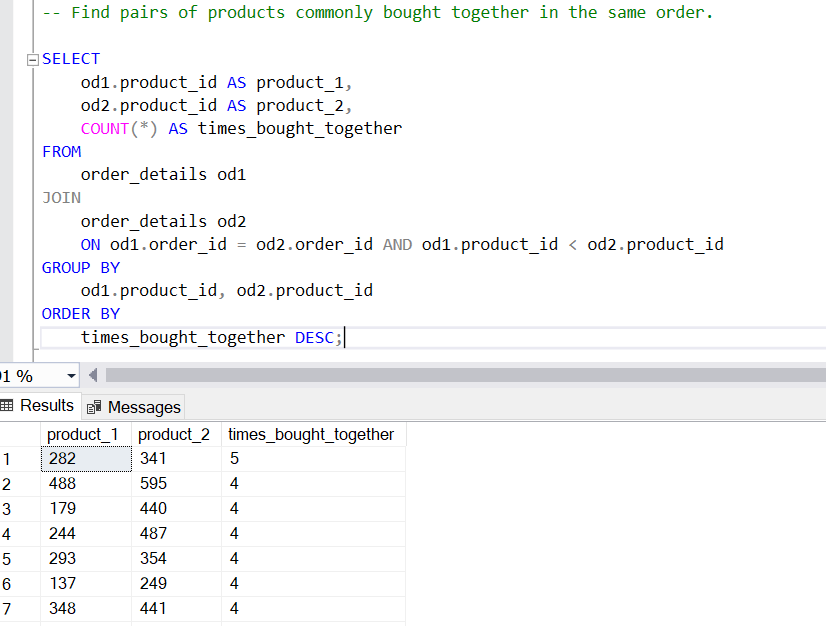 -- Find pairs of products commonly bought together in the same order.
SELECT
od1.product_id AS product_1,
od2.product_id AS product_2,
COUNT(*) AS times_bought_together
FROM
order_details od1
JOIN
order_details od2
ON od1.order_id = od2.order_id AND od1.product_id < od2.product_id
GROUP BY
od1.product_id, od2.product_id
ORDER BY
times_bought_together DESC;
1 %
Results Messages
product_1 product_2 times_bought_together
1 282 341 5
2 488 595 4
3 179 440 4
4 244 487 4
5 293 354 4
6 137 249 4
7 348 441 4